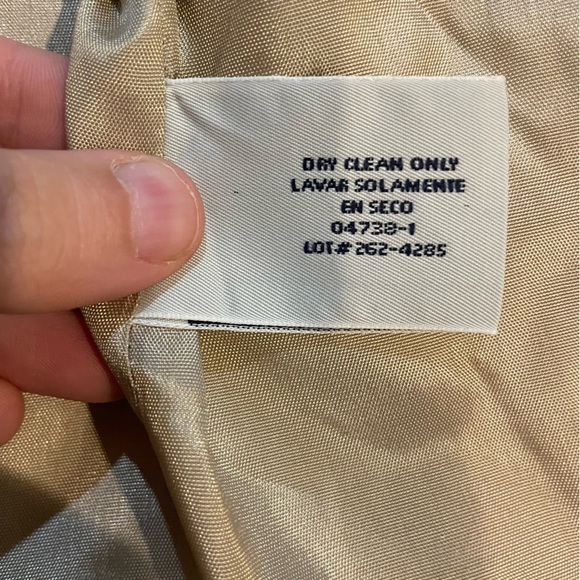 DRY CLEAN ONLY
LAVAR SOLAMENTE
EN SECO
04738-1
LOT# 262-4285